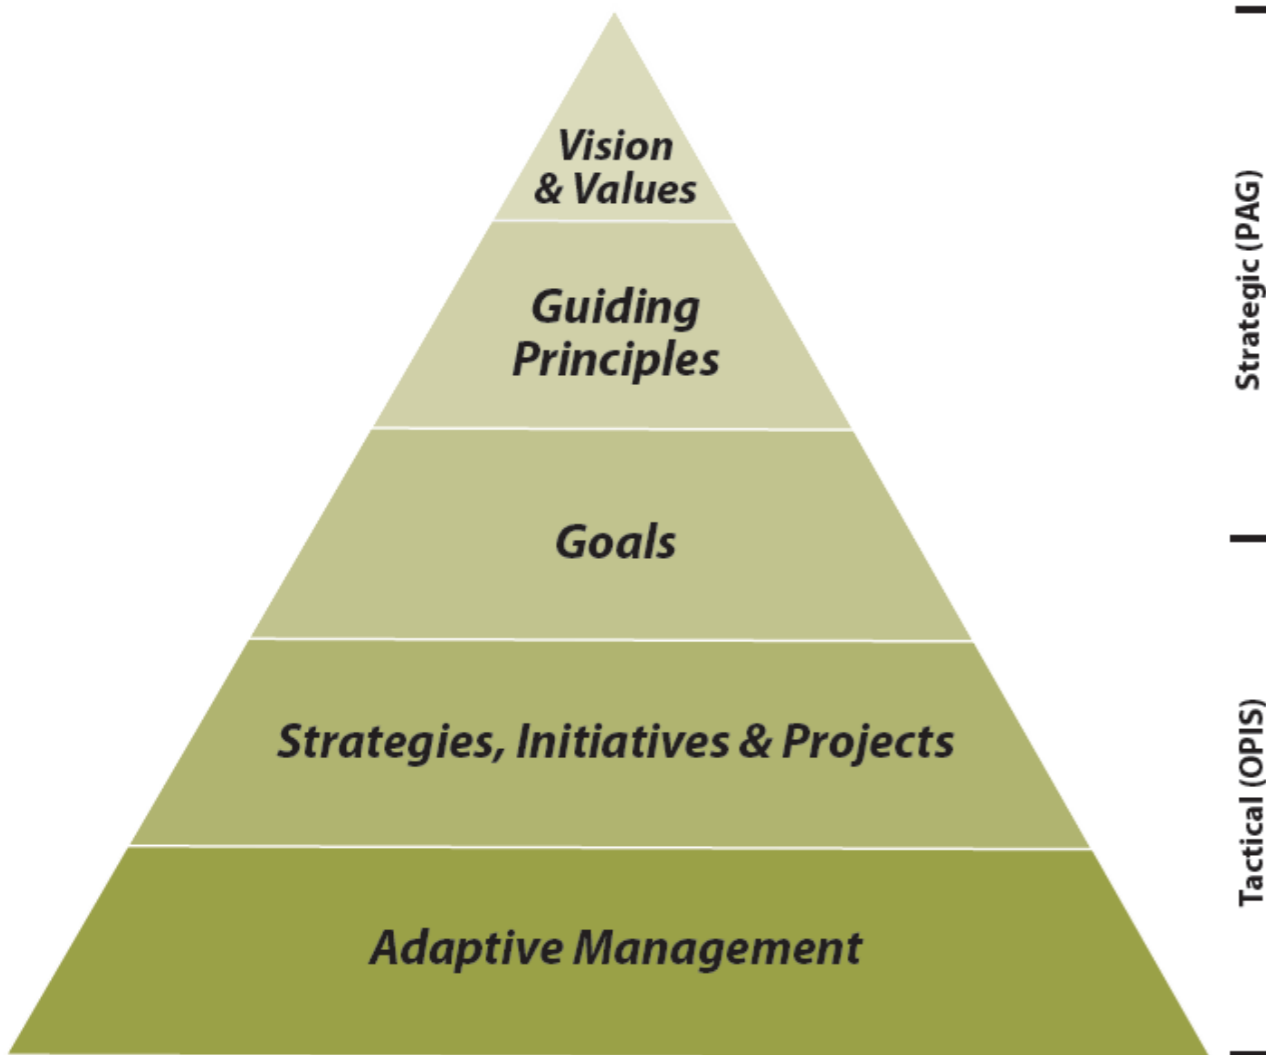 Vision
& Values
Guiding
Principles
Goals
Strategies, Initiatives & Projects
Adaptive Management
Strategic (PAG)
Tactical (OPIS)